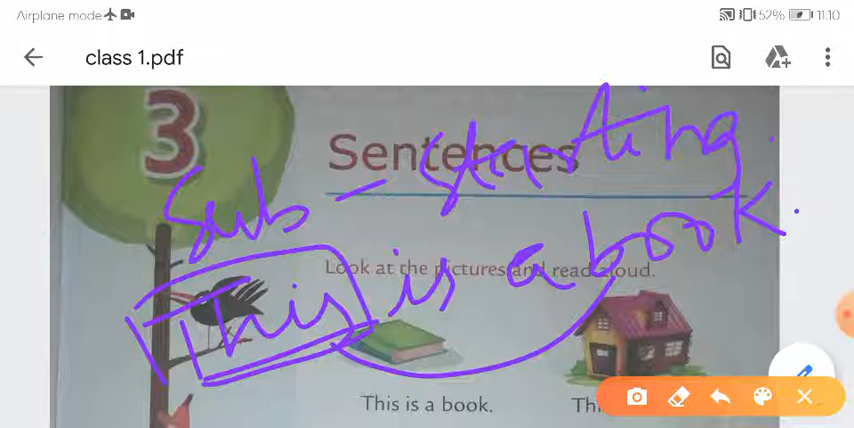 Airplane mode 52% 11:10
class 1.pdf
3
Sentences
Sub - starting.
Look at the pictures and read aloud.
This is a book.
This is a book.
Thi